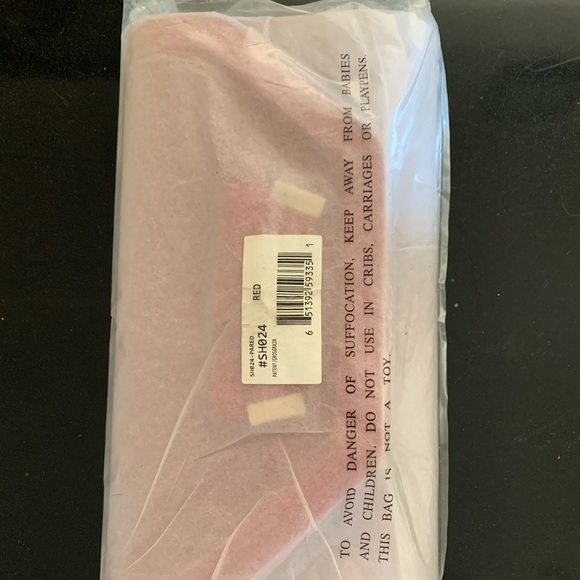 SH024-PARED
#SH024
RED
PATENT/GROSGRAIN
6 51392 59335 1
TO AVOID DANGER OF SUFFOCATION, KEEP AWAY FROM BABIES
AND CHILDREN. DO NOT USE IN CRIBS, CARRIAGES OR PLAYPENS.
THIS BAG IS NOT A TOY.